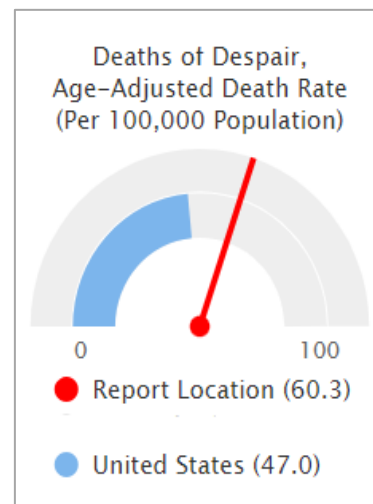 Deaths of Despair,
Age-Adjusted Death Rate
(Per 100,000 Population)
0 100
Report Location (60.3)
United States (47.0)